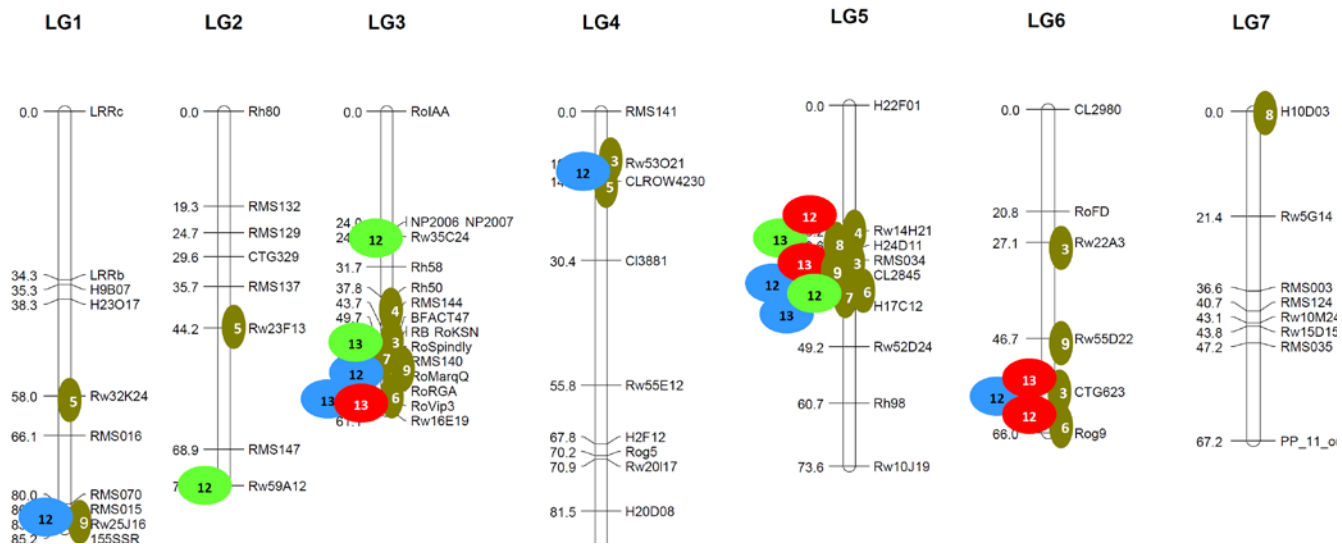 LG1 LG2 LG3 LG4 LG5 LG6 LG7
0.0 LRRc
34.3 LRRb
35.3 H9B07
38.3 H23O17
5
58.0 Rw32K24
66.1 RMS016
80.0 RMS070
RMS015
12 9 Rw25J16
85.2 155SSR
0.0 Rh80
19.3 RMS132
24.7 RMS129
29.6 CTG329
35.7 RMS137
44.2 5 Rw23F13
68.9 RMS147
12 Rw59A12
0.0 RoIAA
24.0 NP2006 NP2007
12 Rw35C24
31.7 Rh58
37.8 Rh50
43.7 RMS144
4
49.7 BFACT47
RB RoKSN
13 3 RoSpindly
7 RMS140
12 9 RoMarqQ
13 13 6 RoRGA
RoVip3
61.1 Rw16E19
0.0 RMS141
3 Rw53O21
12 5 CLROW4230
30.4 CI3881
55.8 Rw55E12
67.8 H2F12
70.2 Rog5
70.9 Rw20I17
81.5 H20D08
0.0 H22F01
12
4 Rw14H21
13 8 H24D11
13 3 RMS034
9 CL2845
12 12 7 6
13 H17C12
49.2 Rw52D24
60.7 Rh98
73.6 Rw10J19
0.0 CL2980
20.8 RoFD
27.1 3 Rw22A3
46.7 9 Rw55D22
13
12 3 CTG623
12 6
66.0 Rog9
0.0 8 H10D03
21.4 Rw5G14
36.6 RMS003
40.7 RMS124
43.1 Rw10M24
43.8 Rw15D15
47.2 RMS035
67.2 PP_11_